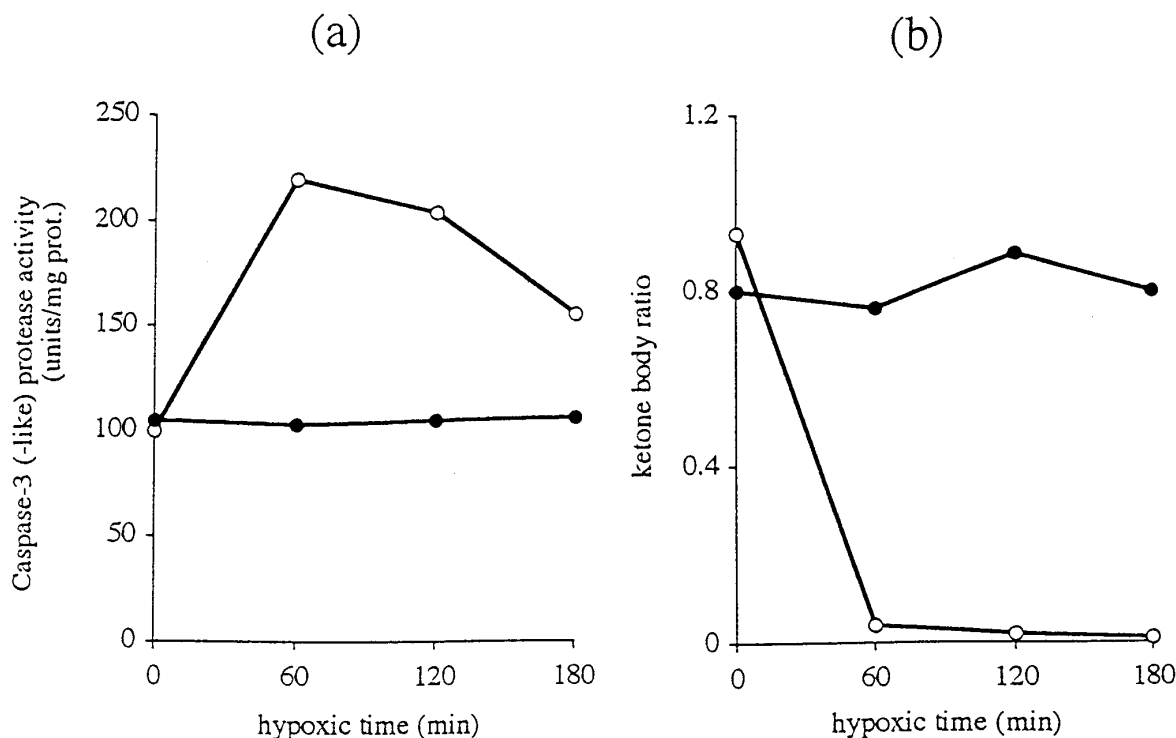 (a)
Caspase-3 (-like) protease activity
(units/mg prot.)
250
200
150
100
50
0
0 60 120 180
hypoxic time (min)
(b)
ketone body ratio
1.2
0.8
0.4
0
0 60 120 180
hypoxic time (min)